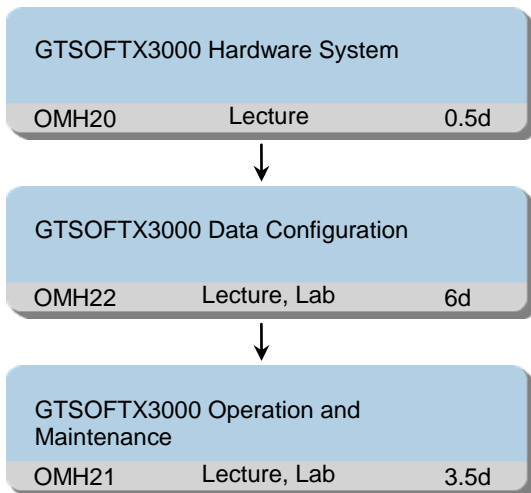 GTSOFTX3000 Hardware System
OMH20 Lecture 0.5d
GTSOFTX3000 Data Configuration
OMH22 Lecture, Lab 6d
GTSOFTX3000 Operation and
Maintenance
OMH21 Lecture, Lab 3.5d